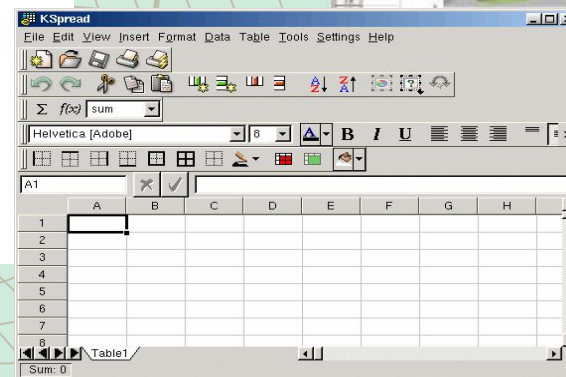 KSpread
File Edit View Insert Format Data Table Tools Settings Help
Σ f(x) sum
Helvetica [Adobe] 8 A B I U
A1
A B C D E F G H
1
2
3
4
5
6
7
8
Table1
Sum: 0